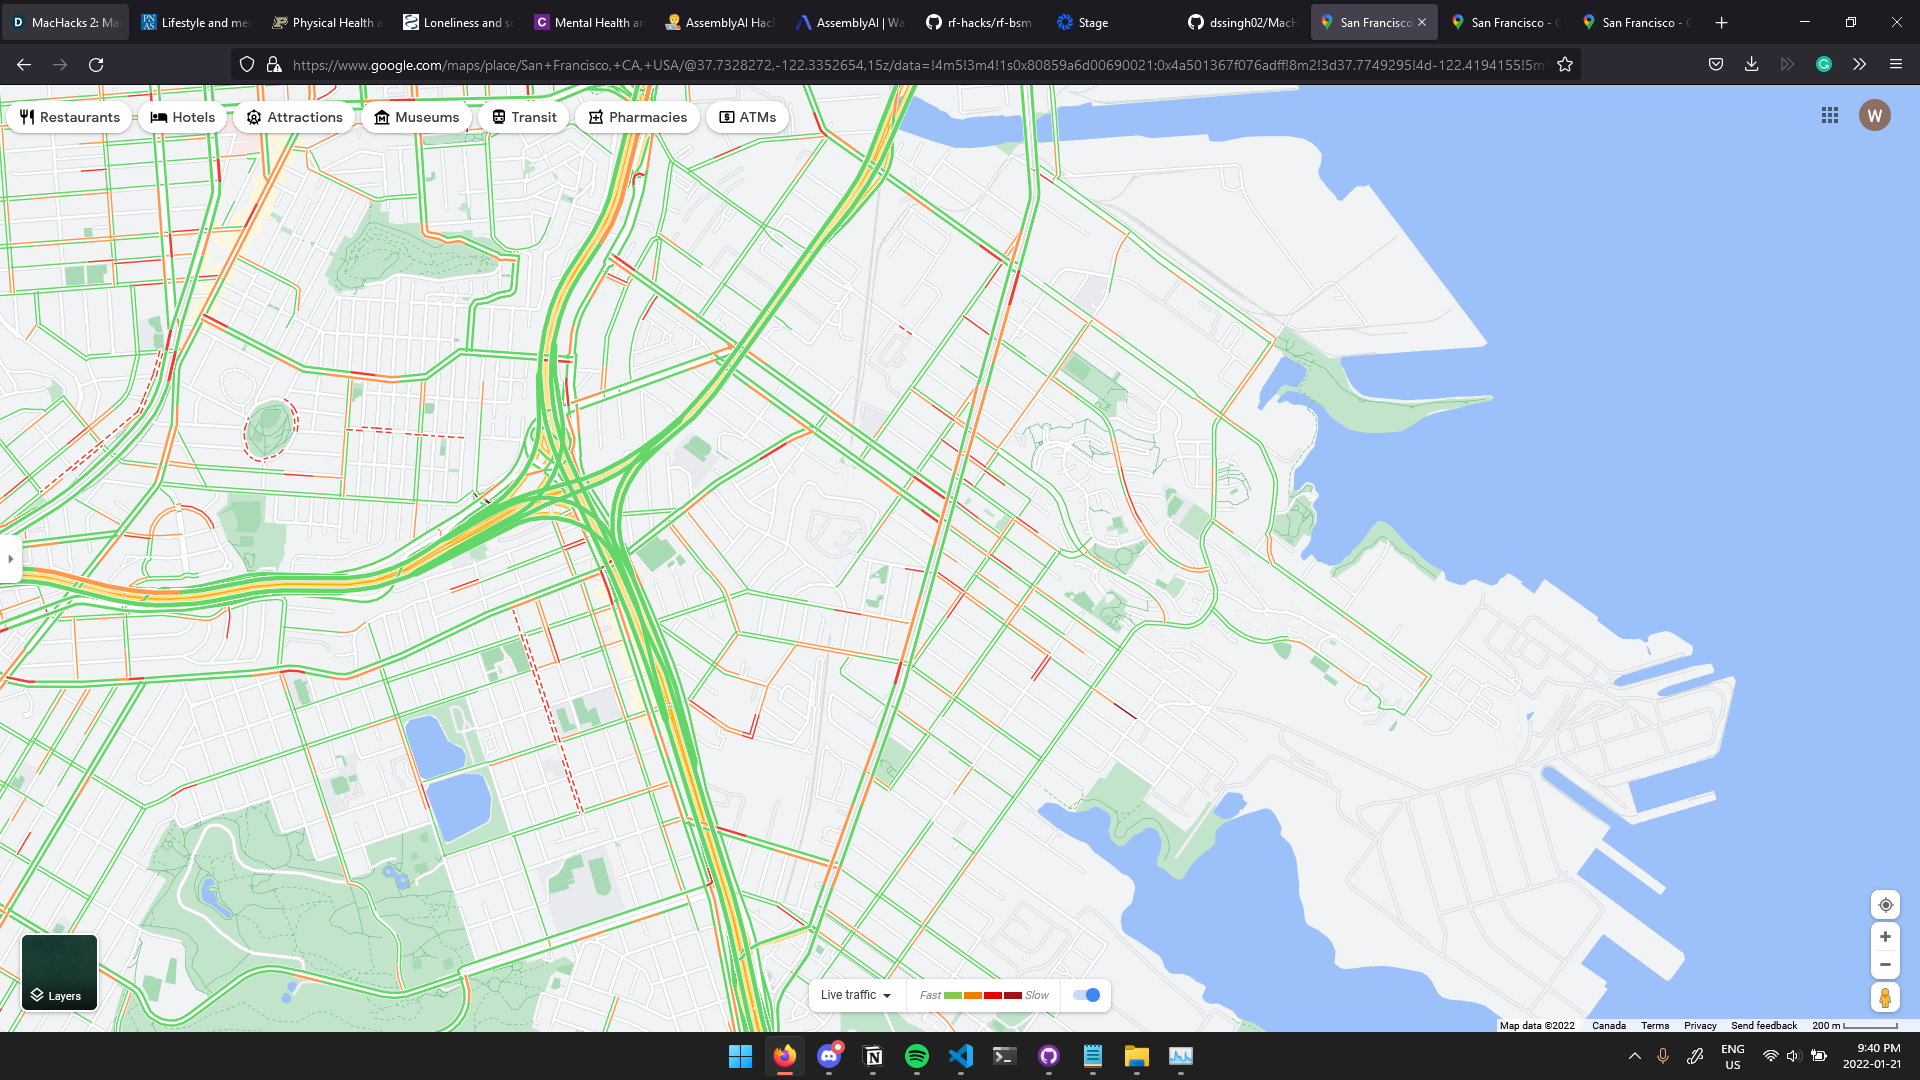 MacHacks 2: Ma
Lifestyle and me
Physical Health a
Loneliness and s
Mental Health a
AssemblyAI Hac
AssemblyAI | Wa
rf-hacks/rf-bsm
Stage
dssingh02/MacH
San Francisco
San Francisco - G
San Francisco - G
https://www.google.com/maps/place/San+Francisco,+CA,+USA/@37.7328272,-122.3352654,15z/data=!4m5!3m4!1s0x80859a6d00690021:0x4a501367f076adff!8m2!3d37.7749295!4d-122.4194155!5m1
Restaurants
Hotels
Attractions
Museums
Transit
Pharmacies
ATMs
W
Layers
Live traffic
Fast
Slow
Map data ©2022 Canada Terms Privacy Send feedback 200 m
ENG
US
9:40 PM
2022-01-21